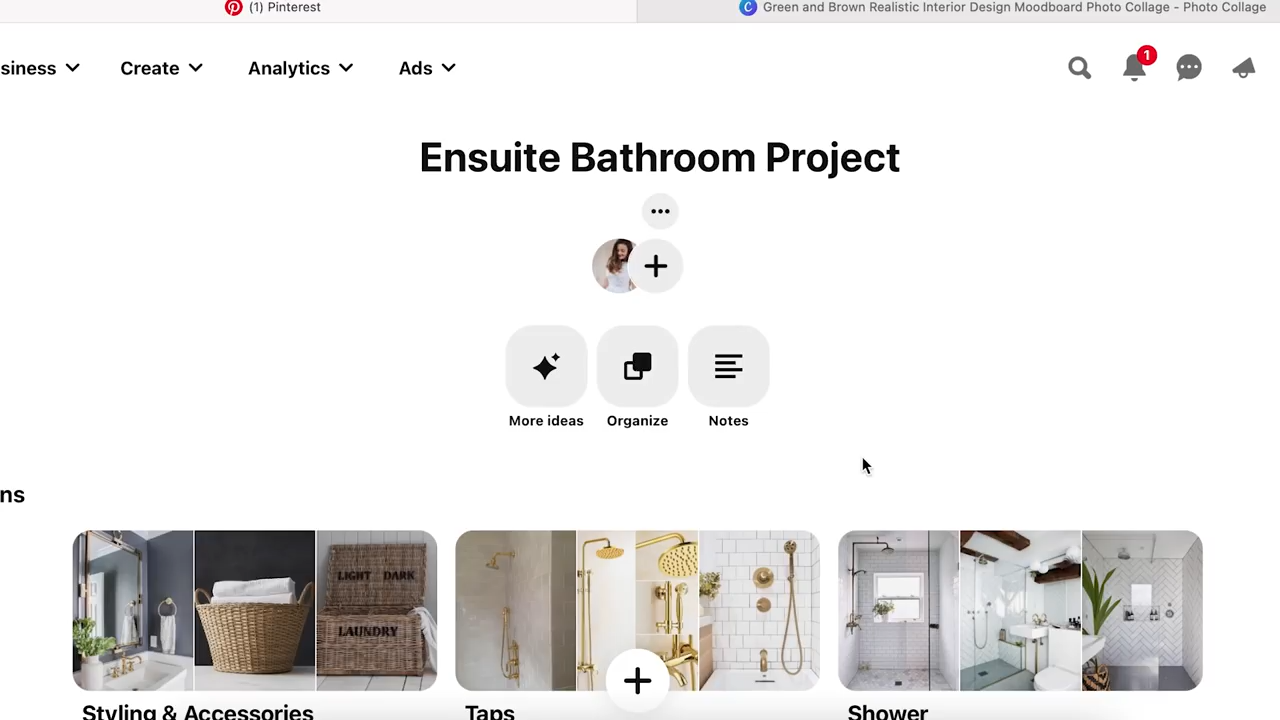 (1) Pinterest
Green and Brown Realistic Interior Design Moodboard Photo Collage - Photo Collage
siness
Create
Analytics
Ads
1
Ensuite Bathroom Project
More ideas
Organize
Notes
ns
LIGHT DARK
LAUNDRY
Styling & Accessories
Taps
Shower